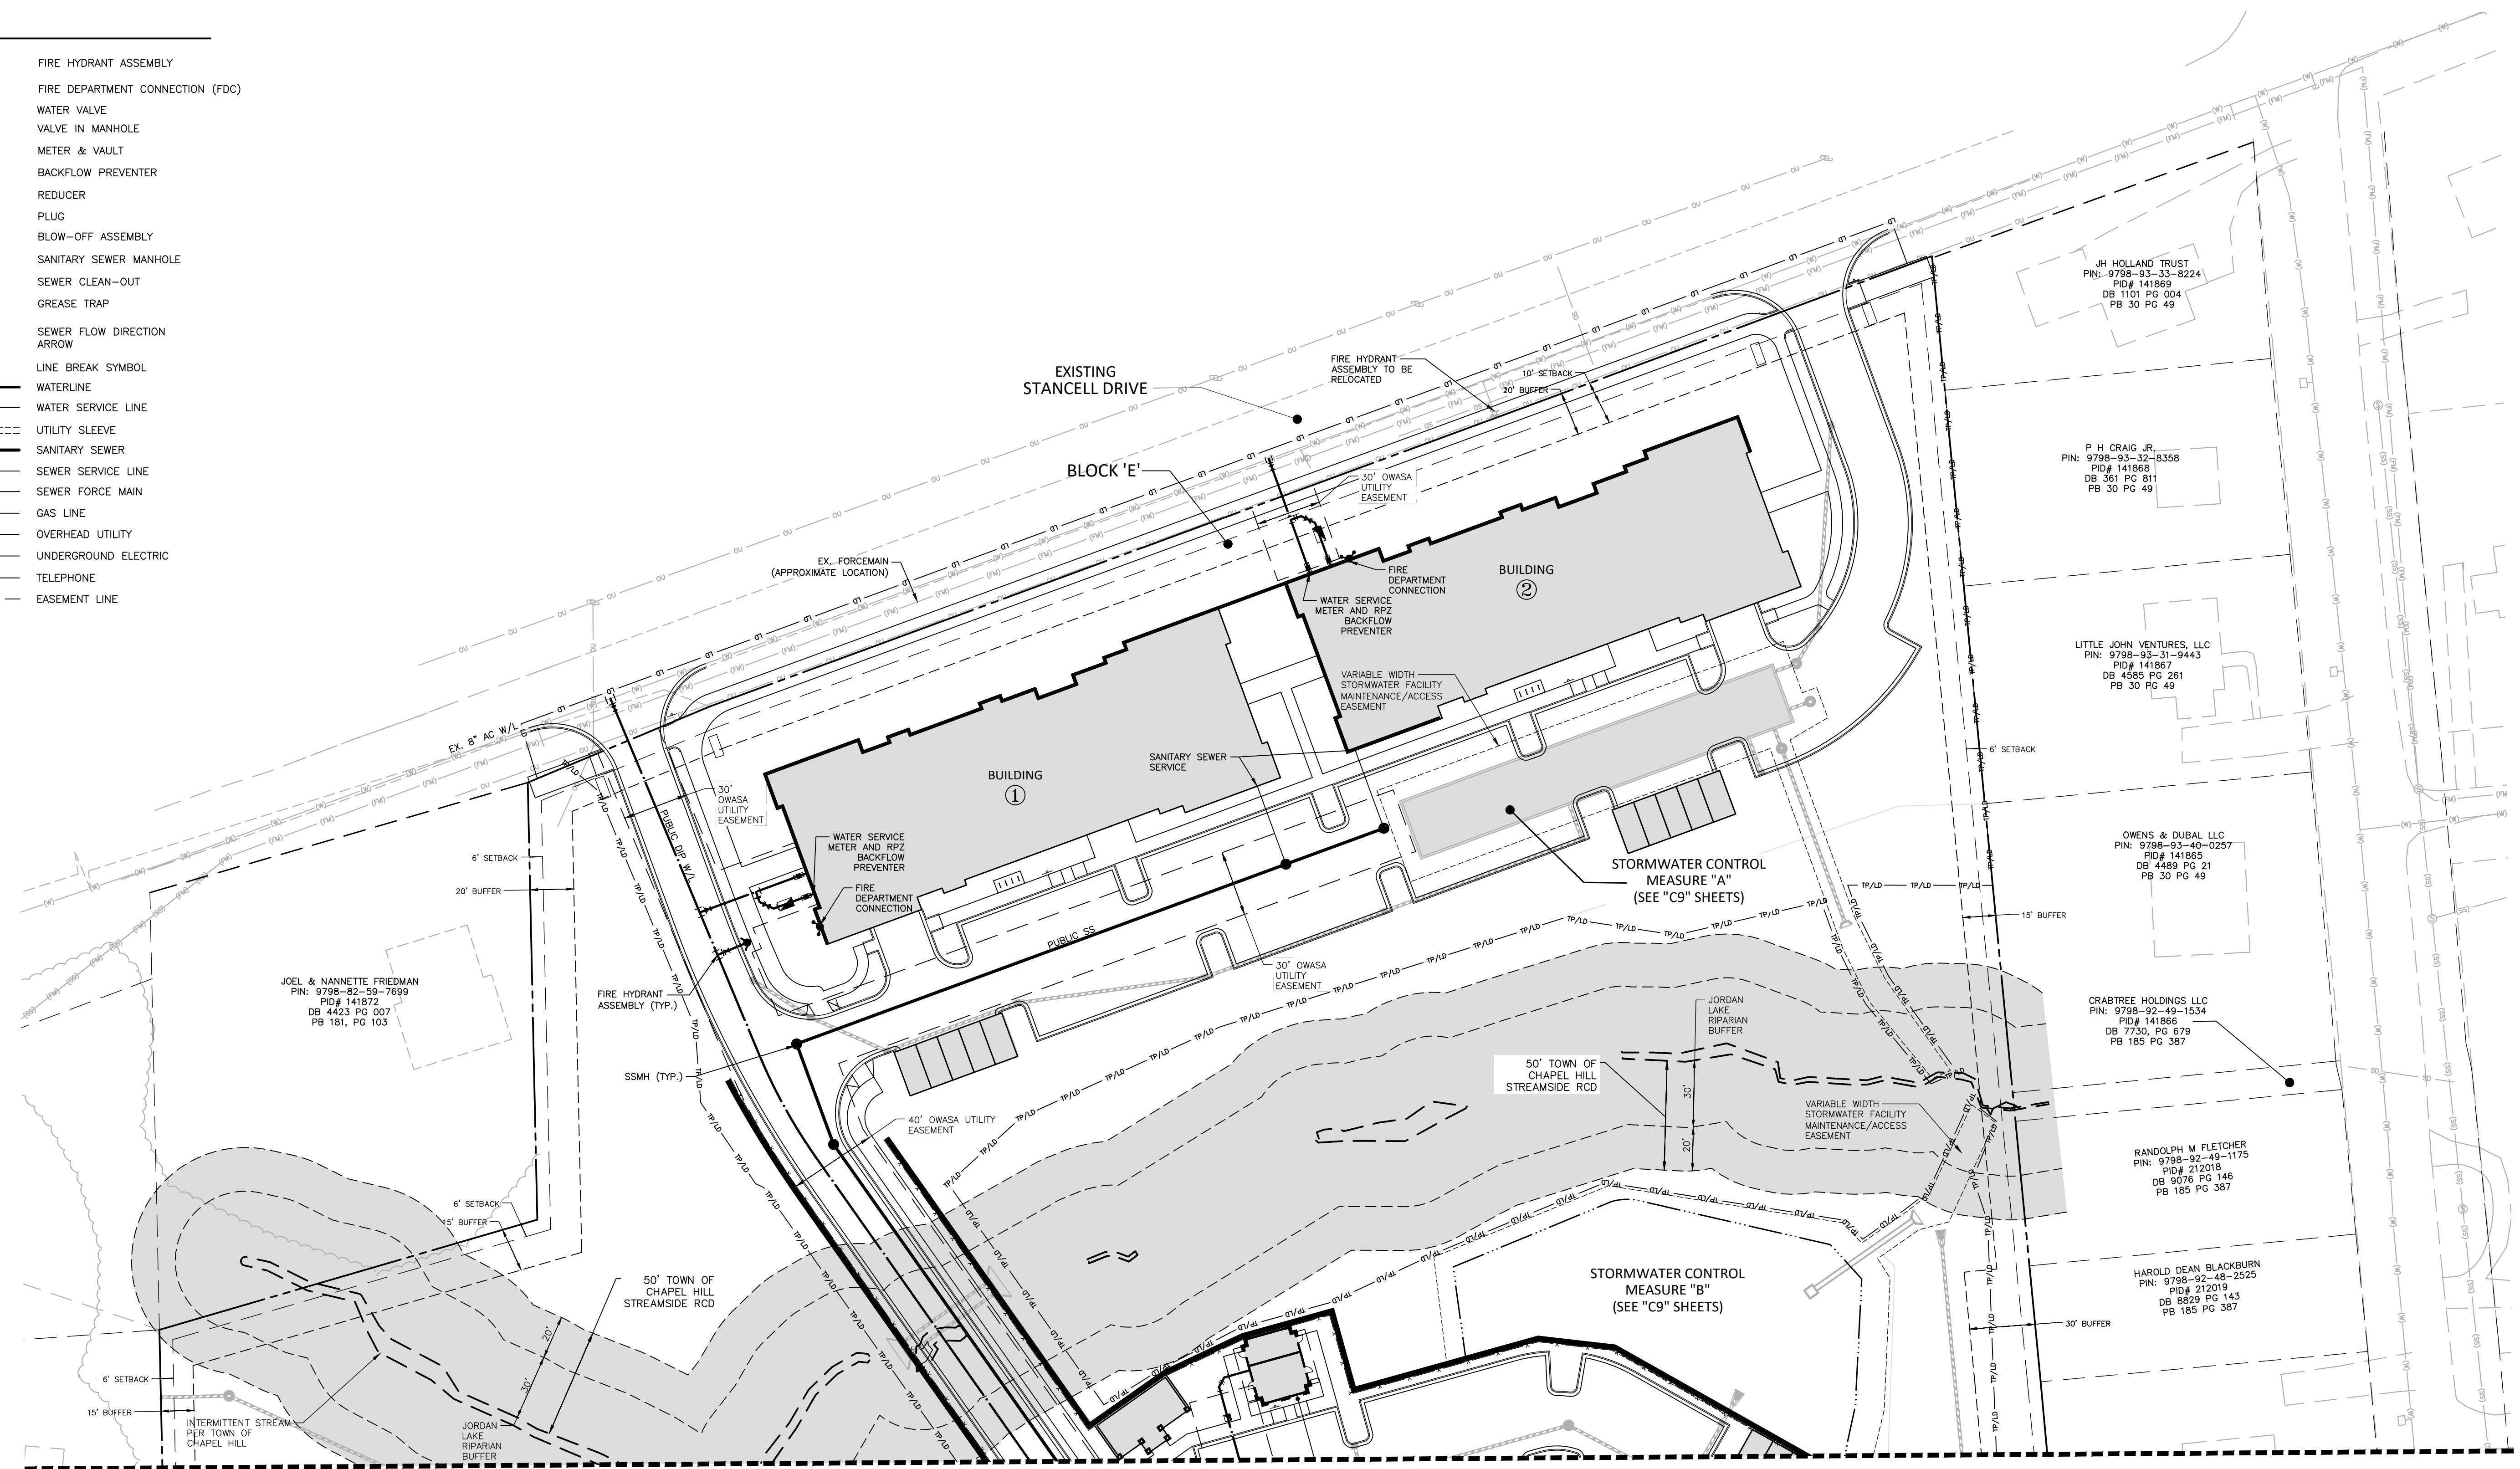 FIRE HYDRANT ASSEMBLY
FIRE DEPARTMENT CONNECTION (FDC)
WATER VALVE
VALVE IN MANHOLE
METER & VAULT
BACKFLOW PREVENTER
REDUCER
PLUG
BLOW-OFF ASSEMBLY
SANITARY SEWER MANHOLE
SEWER CLEAN-OUT
GREASE TRAP
SEWER FLOW DIRECTION
ARROW
LINE BREAK SYMBOL
WATERLINE
WATER SERVICE LINE
UTILITY SLEEVE
SANITARY SEWER
SEWER SERVICE LINE
SEWER FORCE MAIN
GAS LINE
OVERHEAD UTILITY
UNDERGROUND ELECTRIC
TELEPHONE
EASEMENT LINE
EXISTING
STANCELL DRIVE
FIRE HYDRANT
ASSEMBLY TO BE
RELOCATED
10' SETBACK
20' BUFFER
BLOCK 'E'
30' OWASA
UTILITY
EASEMENT
EX. FORCEMAIN
(APPROXIMATE LOCATION)
FIRE
DEPARTMENT
CONNECTION
BUILDING
2
WATER SERVICE
METER AND RPZ
BACKFLOW
PREVENTER
VARIABLE WIDTH
STORMWATER FACILITY
MAINTENANCE/ACCESS
EASEMENT
SANITARY SEWER
SERVICE
EX. 8" AC W/L
BUILDING
1
30'
OWASA
UTILITY
EASEMENT
PUBLIC DIP W/L
WATER SERVICE
METER AND RPZ
BACKFLOW
PREVENTER
FIRE
DEPARTMENT
CONNECTION
6' SETBACK
20' BUFFER
STORMWATER CONTROL
MEASURE "A"
(SEE "C9" SHEETS)
PUBLIC SS
30' OWASA
UTILITY
EASEMENT
FIRE HYDRANT
ASSEMBLY (TYP.)
SSMH (TYP.)
40' OWASA UTILITY
EASEMENT
JOEL & NANNETTE FRIEDMAN
PIN: 9798-82-59-7699
PID# 141872
DB 4423 PG 007
PB 181, PG 103
JH HOLLAND TRUST
PIN: 9798-93-33-8224
PID# 141869
DB 1101 PG 004
PB 30 PG 49
P H CRAIG JR.
PIN: 9798-93-32-8358
PID# 141868
DB 361 PG 811
PB 30 PG 49
LITTLE JOHN VENTURES, LLC
PIN: 9798-93-31-9443
PID# 141867
DB 4585 PG 261
PB 30 PG 49
6' SETBACK
OWENS & DUBAL LLC
PIN: 9798-93-40-0257
PID# 141865
DB 4489 PG 21
PB 30 PG 49
15' BUFFER
CRABTREE HOLDINGS LLC
PIN: 9798-92-49-1534
PID# 141866
DB 7730, PG 679
PB 185 PG 387
RANDOLPH M FLETCHER
PIN: 9798-92-49-1175
PID# 212018
DB 9076 PG 146
PB 185 PG 387
HAROLD DEAN BLACKBURN
PIN: 9798-92-48-2525
PID# 212019
DB 8829 PG 143
PB 185 PG 387
30' BUFFER
JORDAN
LAKE
RIPARIAN
BUFFER
50' TOWN OF
CHAPEL HILL
STREAMSIDE RCD
30'
20'
VARIABLE WIDTH
STORMWATER FACILITY
MAINTENANCE/ACCESS
EASEMENT
STORMWATER CONTROL
MEASURE "B"
(SEE "C9" SHEETS)
6' SETBACK
15' BUFFER
50' TOWN OF
CHAPEL HILL
STREAMSIDE RCD
20'
30'
6' SETBACK
15' BUFFER
INTERMITTENT STREAM
PER TOWN OF
CHAPEL HILL
JORDAN
LAKE
RIPARIAN
BUFFER